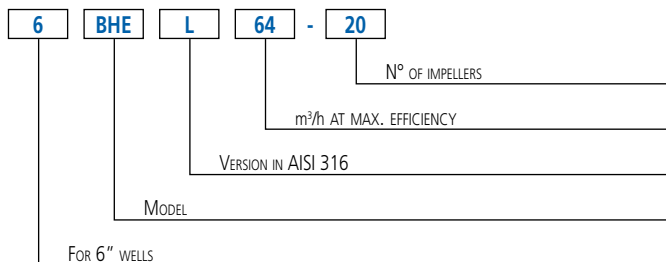 6 BHE L 64 - 20
N° OF IMPELLERS
m³/h AT MAX. EFFICIENCY
VERSION IN AISI 316
MODEL
FOR 6" WELLS